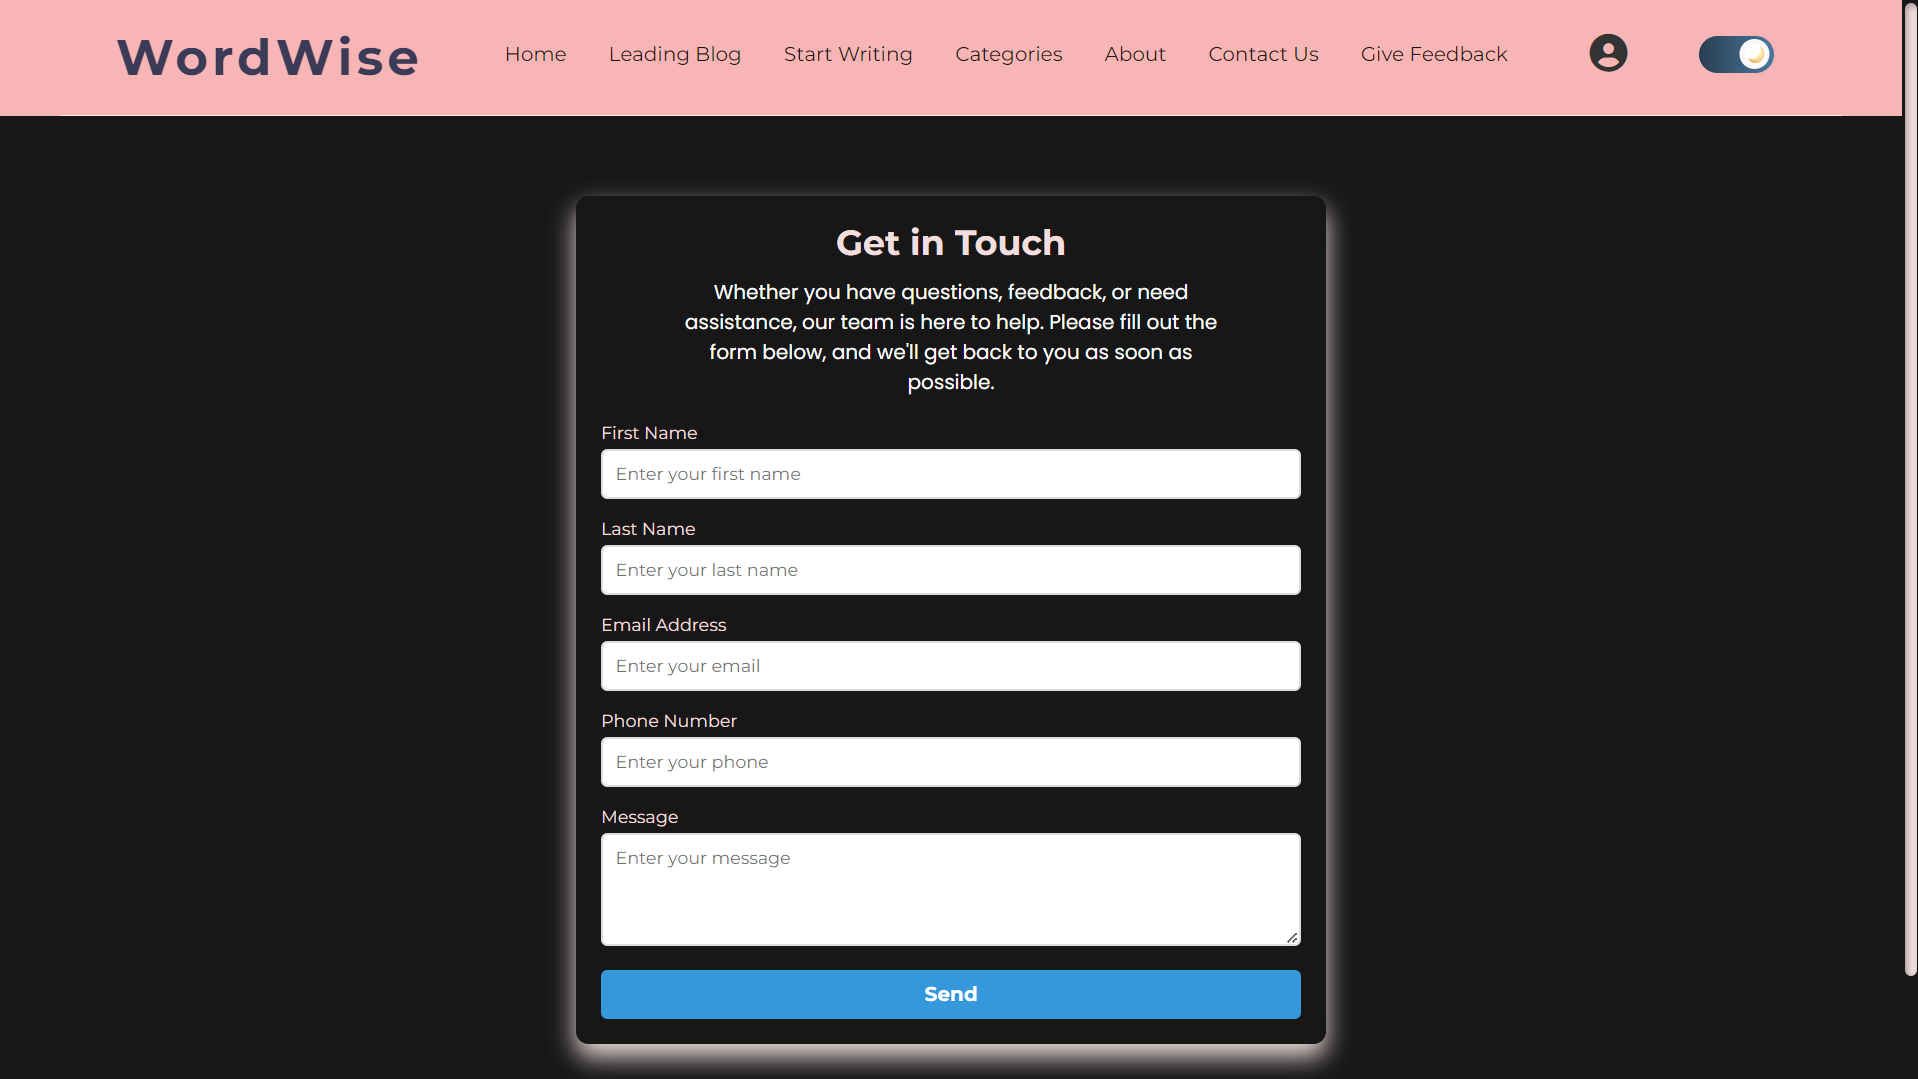 WordWise
Home Leading Blog Start Writing Categories About Contact Us Give Feedback
Get in Touch
Whether you have questions, feedback, or need
assistance, our team is here to help. Please fill out the
form below, and we'll get back to you as soon as
possible.
First Name
Enter your first name
Last Name
Enter your last name
Email Address
Enter your email
Phone Number
Enter your phone
Message
Enter your message
Send